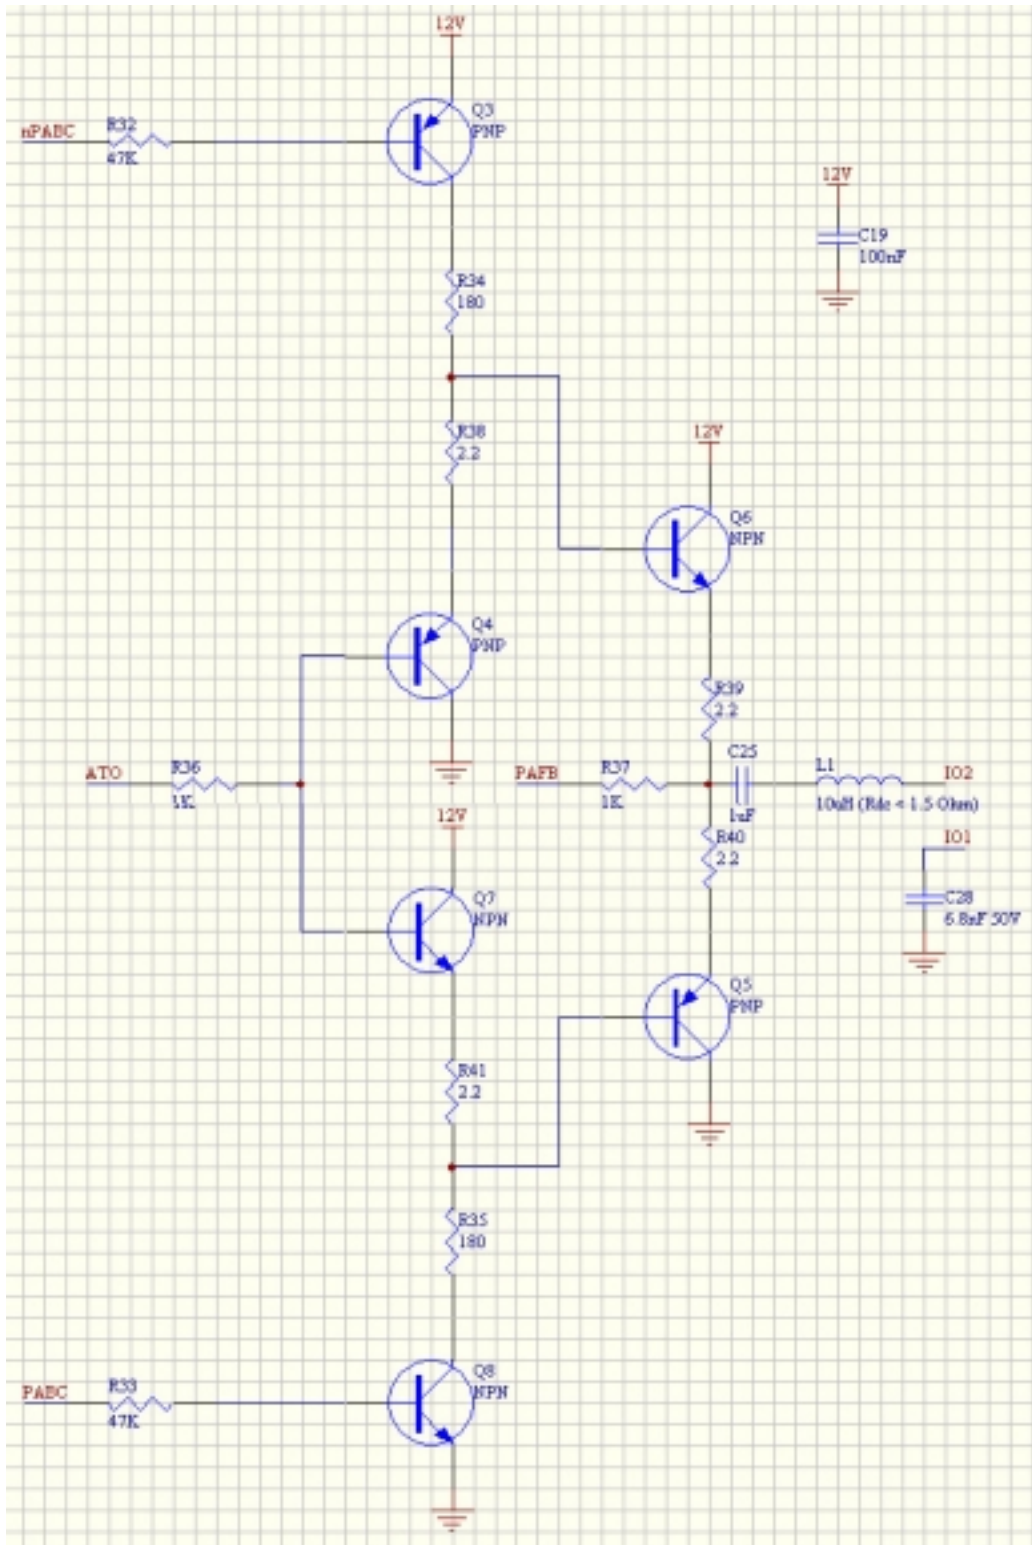 12V
Q3
PNP
nPABC
R32
47K
12V
C19
100nF
R34
180
R38
2.2
12V
Q6
NPN
Q4
PNP
R39
2.2
C25
1uF
ATO
R36
1K
PAFB
R37
1K
L1
10uH (Rdc < 1.5 Ohm)
IO2
12V
R40
2.2
IO1
C28
6.8nF 50V
Q7
NPN
Q5
PNP
R41
2.2
R35
180
Q8
NPN
PABC
R33
47K